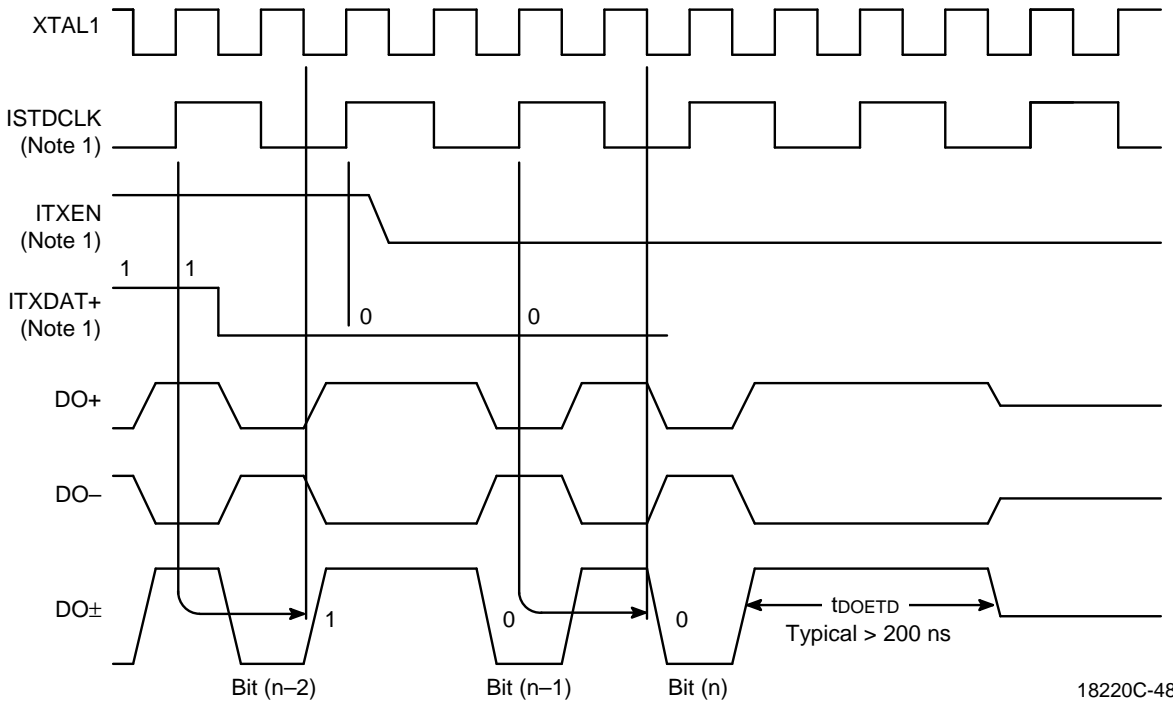 XTAL1
ISTDCLK
(Note 1)
ITXEN
(Note 1)
1 1
ITXDAT+
(Note 1)
0 0
DO+
DO–
DO±
1 0 0
tDOETD
Typical > 200 ns
Bit (n–2) Bit (n–1) Bit (n)
18220C-48